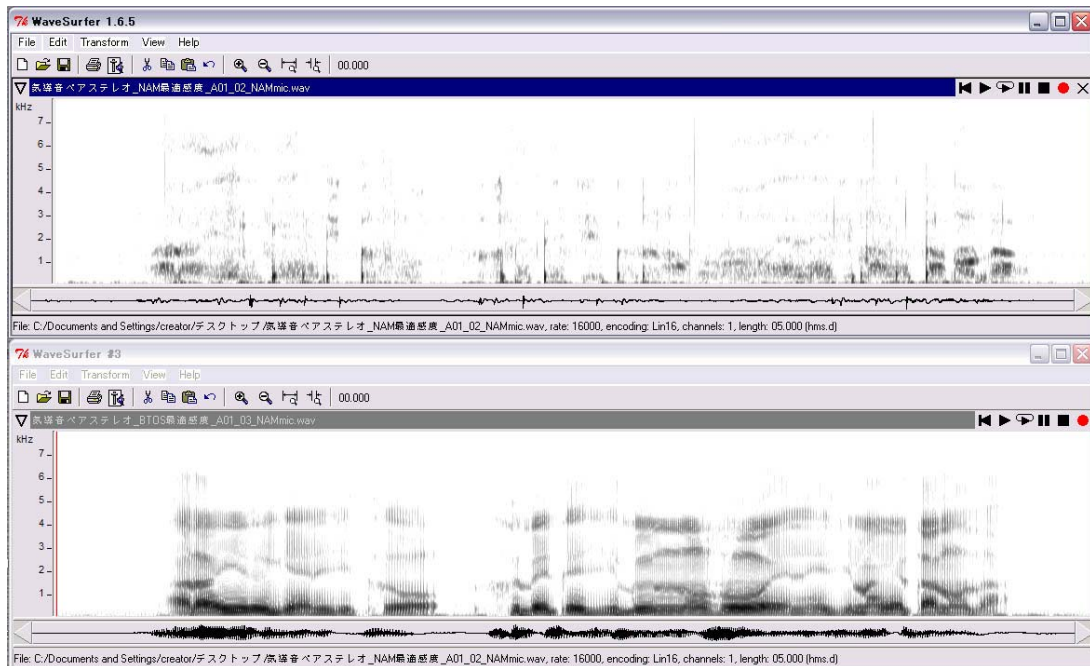 WaveSurfer 1.6.5
File Edit Transform View Help
00.000
気導音ペアステレオ_NAM最適感度_A01_02_NAMmic.wav
kHz
7
6
5
4
3
2
1
File: C:/Documents and Settings/creator/デスクトップ/気導音ペアステレオ_NAM最適感度_A01_02_NAMmic.wav, rate: 16000, encoding: Lin16, channels: 1, length: 05.000 (hms.d)
WaveSurfer #3
File Edit Transform View Help
00.000
気導音ペアステレオ_BTOS最適感度_A01_03_NAMmic.wav
kHz
7
6
5
4
3
2
1
File: C:/Documents and Settings/creator/デスクトップ/気導音ペアステレオ_NAM最適感度_A01_02_NAMmic.wav, rate: 16000, encoding: Lin16, channels: 1, length: 05.000 (hms.d)